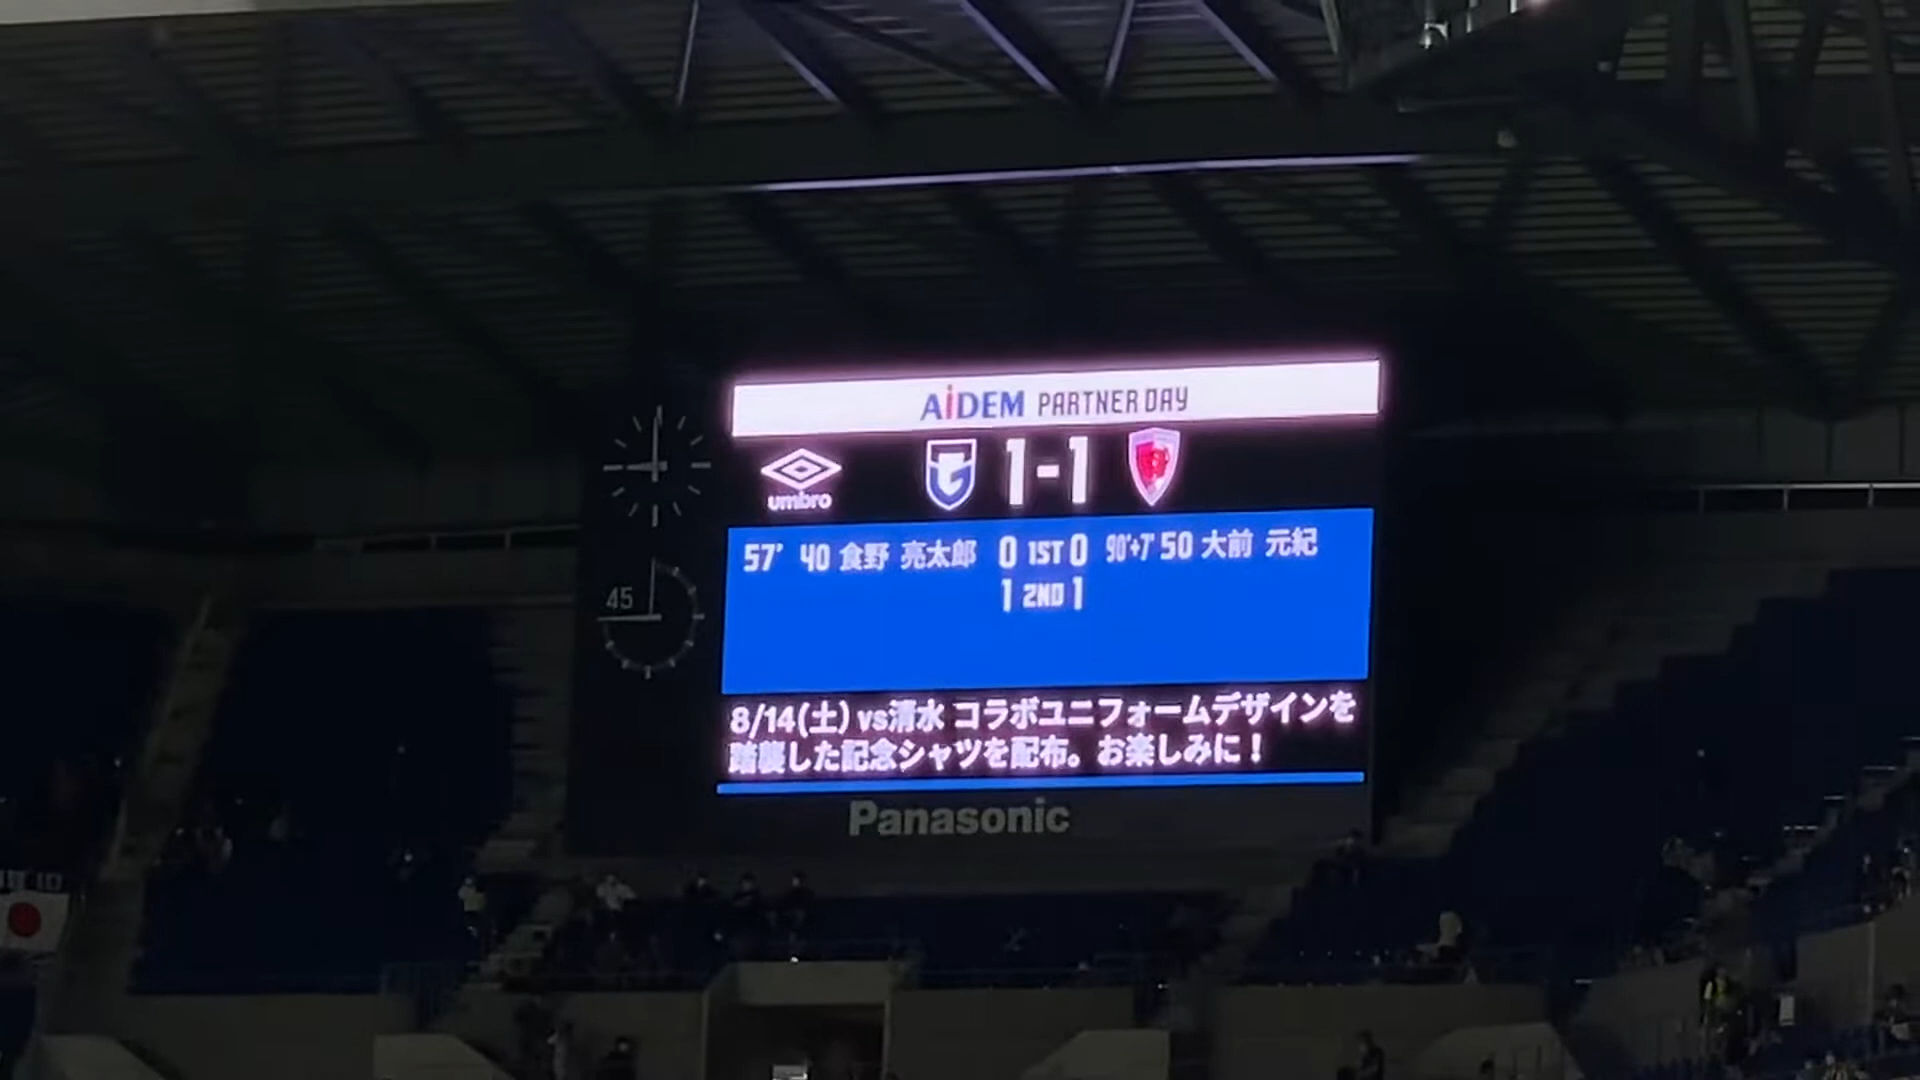 AiDEM PARTNER DAY
umbro
1-1
57' 40 食野 亮太郎 0 1ST 0 90'+7' 50 大前 元紀
1 2ND 1
45
8/14(土) vs清水 コラボユニフォームデザインを
踏襲した記念シャツを配布。お楽しみに!
Panasonic